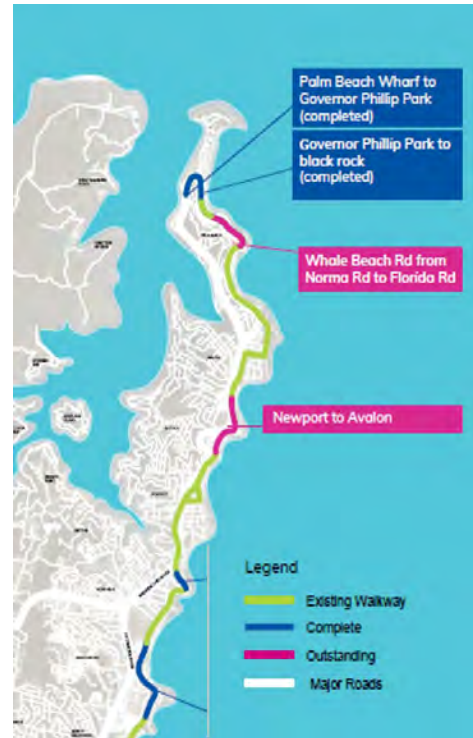 Palm Beach Wharf to
Governor Phillip Park
(completed)
Governor Phillip Park to
black rock
(completed)
Whale Beach Rd from
Norma Rd to Florida Rd
Newport to Avalon
Legend
Existing Walkway
Complete
Outstanding
Major Roads